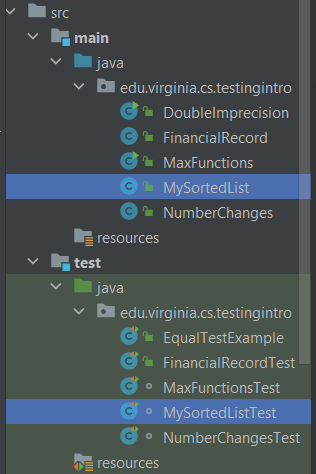 src
main
java
edu.virginia.cs.testingintro
DoubleImprecision
FinancialRecord
MaxFunctions
MySortedList
NumberChanges
resources
test
java
edu.virginia.cs.testingintro
EqualTestExample
FinancialRecordTest
MaxFunctionsTest
MySortedListTest
NumberChangesTest
resources